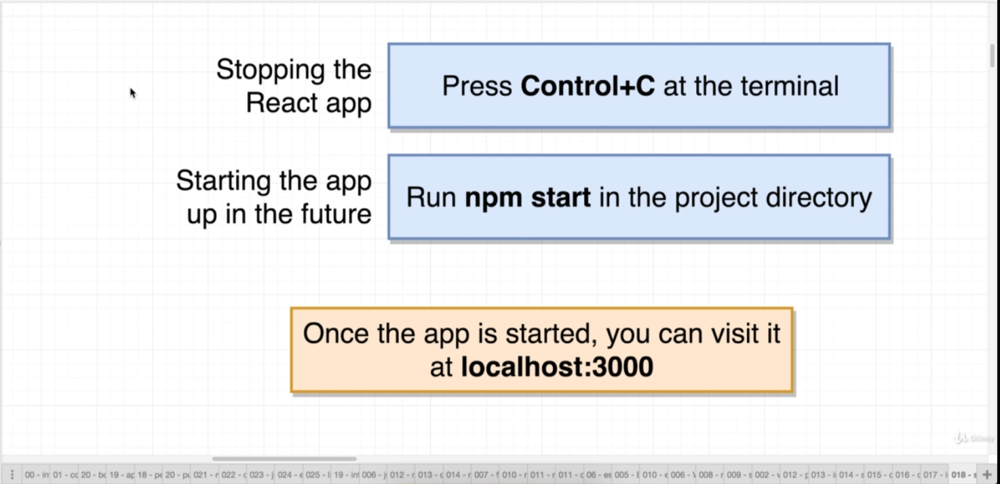 Stopping the
React app
Press Control+C at the terminal
Starting the app
up in the future
Run npm start in the project directory
Once the app is started, you can visit it
at localhost:3000
Udemy
00 - in 01 - cc 20 - bc 19 - ap 18 - pe 20 - pu 021 - r 022 - c 023 - j 024 - e 025 - l 19 - int 006 - j 012 - r 013 - c 014 - r 007 - f 010 - r 011 - r 011 - c 06 - es 005 - E 010 - e 006 - \ 008 - r 009 - s 002 - v 012 - p 013 - i 014 - s 015 - c 016 - c 017 - i 018 - s